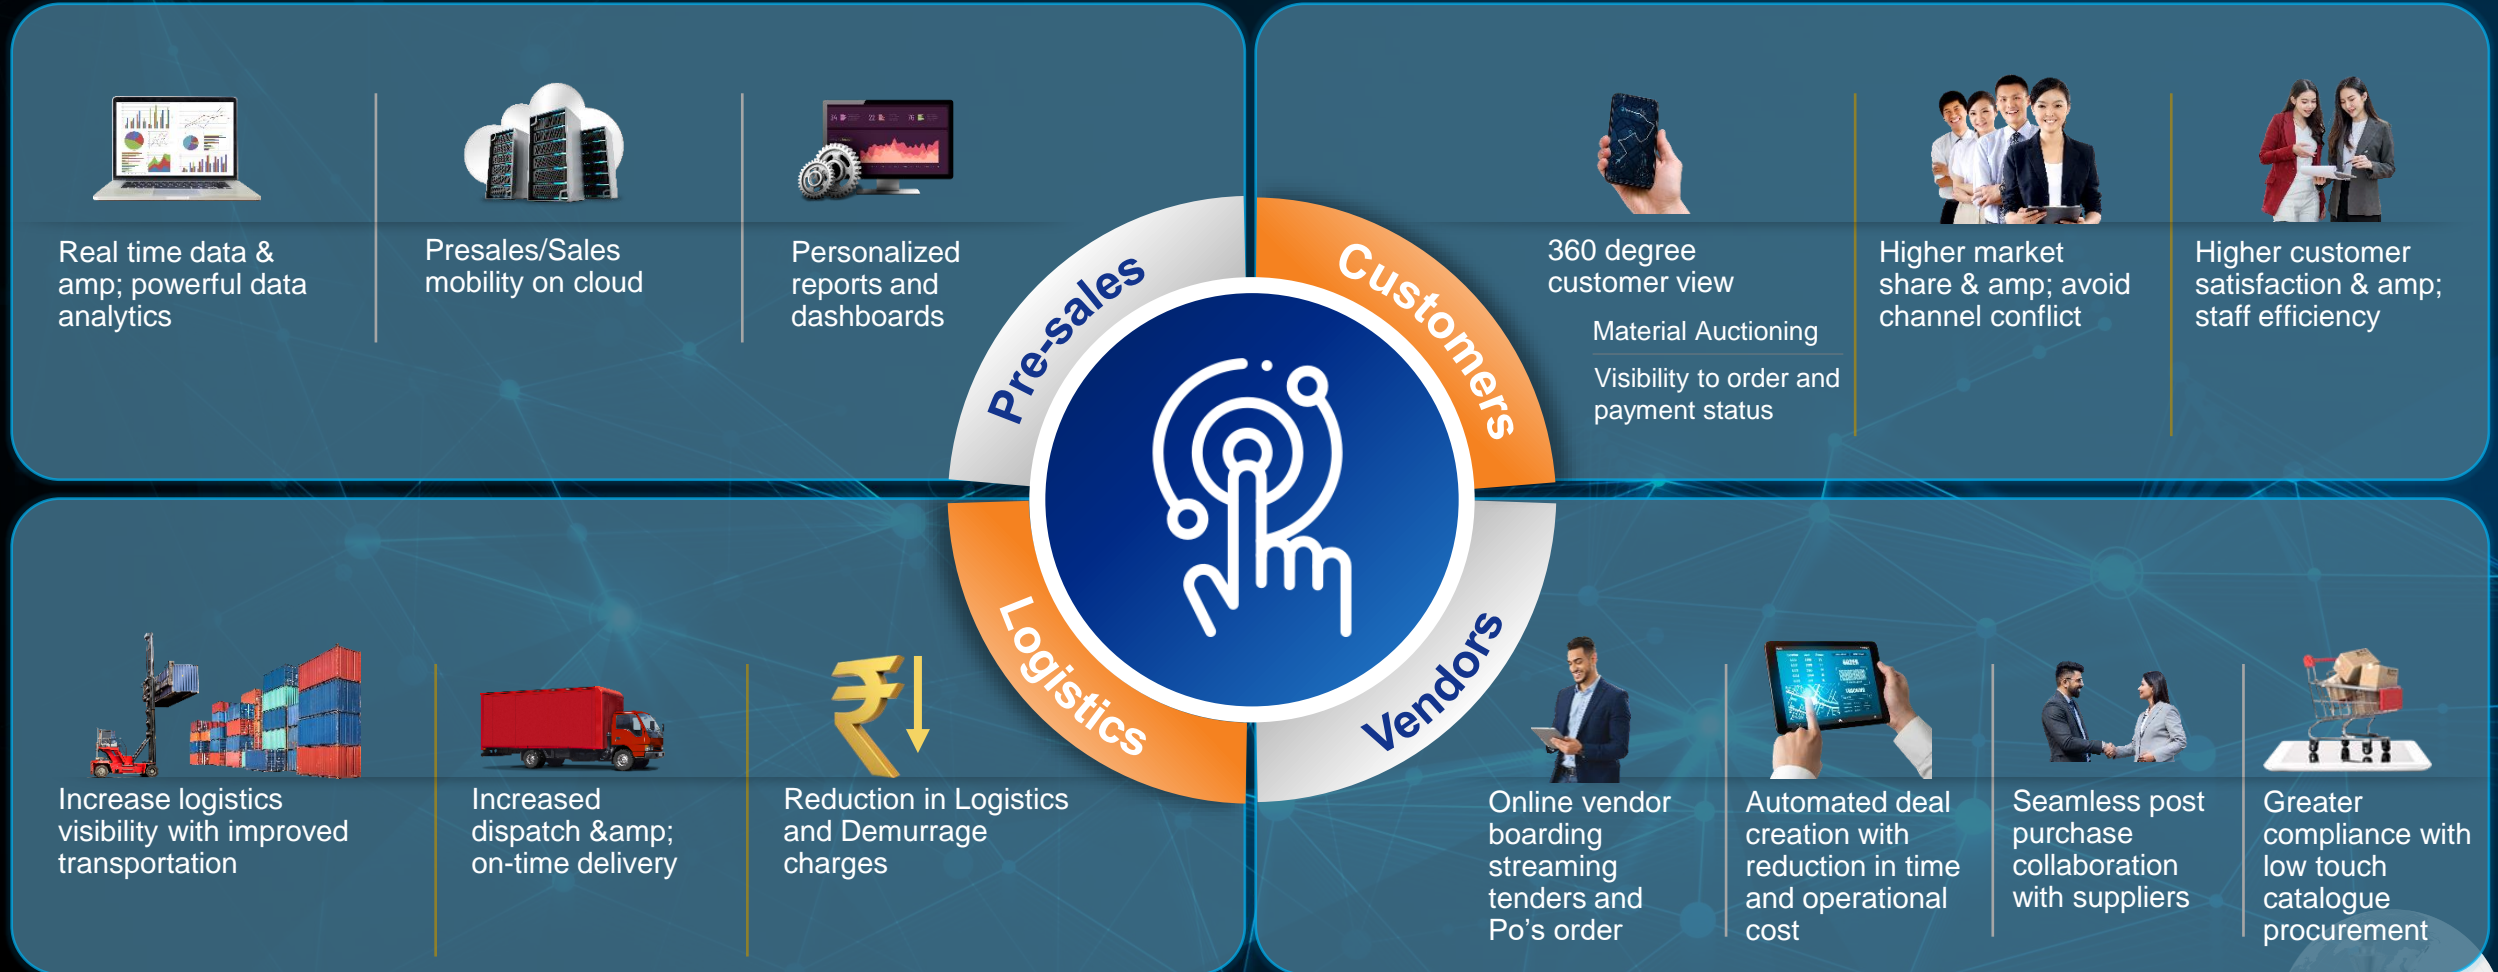 Pre-sales
Real time data &
amp; powerful data
analytics
Presales/Sales
mobility on cloud
Personalized
reports and
dashboards
Customers
360 degree
customer view
Material Auctioning
Visibility to order and
payment status
Higher market
share & amp; avoid
channel conflict
Higher customer
satisfaction & amp;
staff efficiency
Logistics
Increase logistics
visibility with improved
transportation
Increased
dispatch &amp;
on-time delivery
Reduction in Logistics
and Demurrage
charges
Vendors
Online vendor
boarding
streaming
tenders and
Po’s order
Automated deal
creation with
reduction in time
and operational
cost
Seamless post
purchase
collaboration
with suppliers
Greater
compliance with
low touch
catalogue
procurement